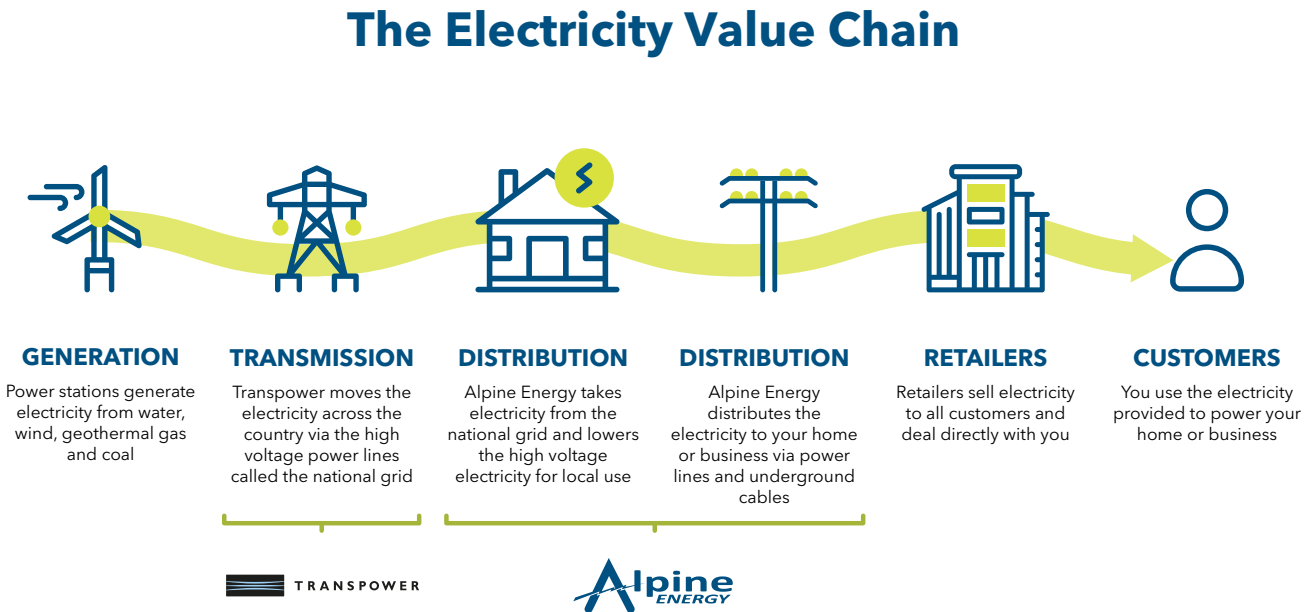 The Electricity Value Chain
GENERATION
Power stations generate
electricity from water,
wind, geothermal gas
and coal
TRANSMISSION
Transpower moves the
electricity across the
country via the high
voltage power lines
called the national grid
DISTRIBUTION
Alpine Energy takes
electricity from the
national grid and lowers
the high voltage
electricity for local use
DISTRIBUTION
Alpine Energy
distributes the
electricity to your home
or business via power
lines and underground
cables
RETAILERS
Retailers sell electricity
to all customers and
deal directly with you
CUSTOMERS
You use the electricity
provided to power your
home or business
TRANSPOWER
Alpine
ENERGY